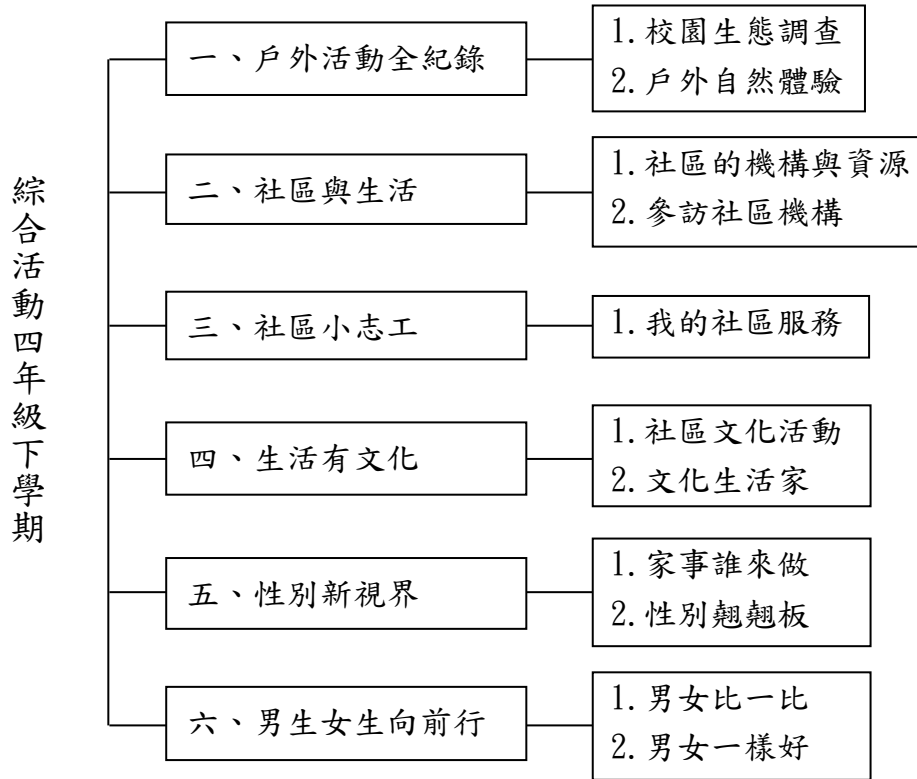 綜合活動四年級下學期
一、戶外活動全紀錄
1.校園生態調查
2.戶外自然體驗
二、社區與生活
1.社區的機構與資源
2.參訪社區機構
三、社區小志工
1.我的社區服務
四、生活有文化
1.社區文化活動
2.文化生活家
五、性別新視界
1.家事誰來做
2.性別翹翹板
六、男生女生向前行
1.男女比一比
2.男女一樣好